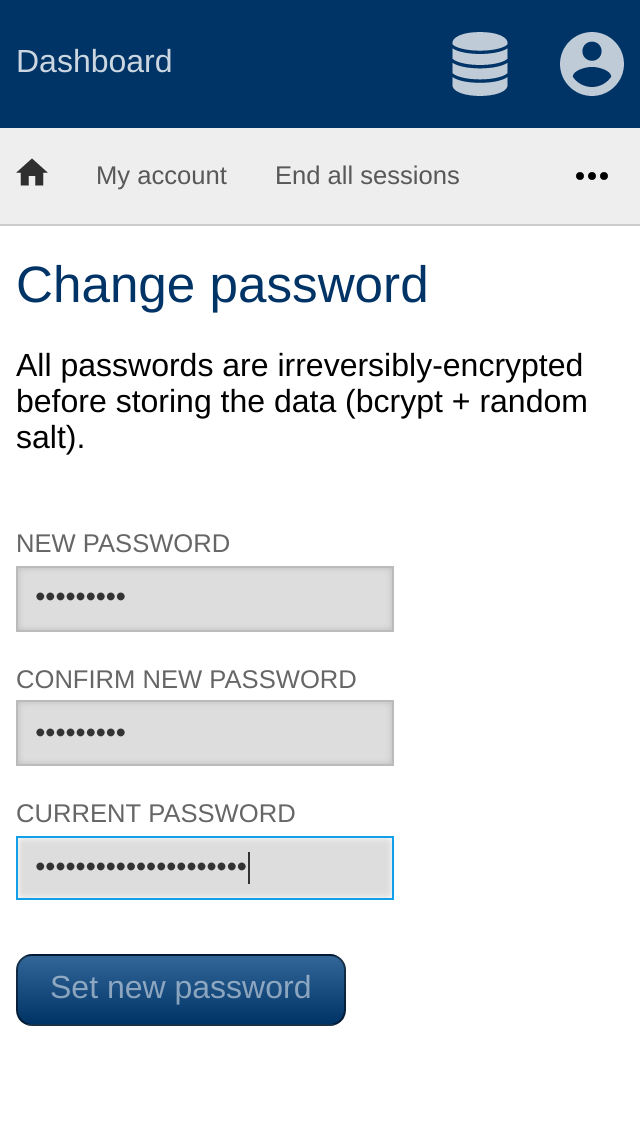 Dashboard
My account End all sessions
Change password
All passwords are irreversibly-encrypted
before storing the data (bcrypt + random
salt).
NEW PASSWORD
•••••••••
CONFIRM NEW PASSWORD
•••••••••
CURRENT PASSWORD
•••••••••••••••••••••
Set new password